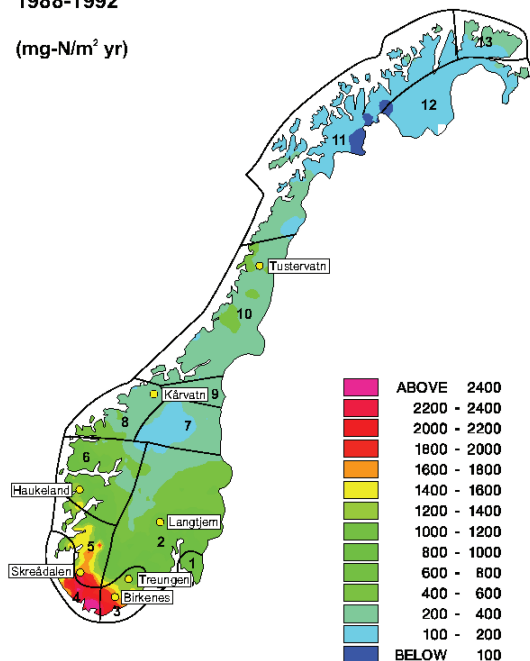 1988-1992
(mg-N/m² yr)
13
12
11
Tustervatn
10
Kårvatn
9
8
7
6
Haukeland
Langtjern
2
5
1
Skreådalen
Treungen
4
Birkenes
3
ABOVE 2400
2200 - 2400
2000 - 2200
1800 - 2000
1600 - 1800
1400 - 1600
1200 - 1400
1000 - 1200
800 - 1000
600 - 800
400 - 600
200 - 400
100 - 200
BELOW 100